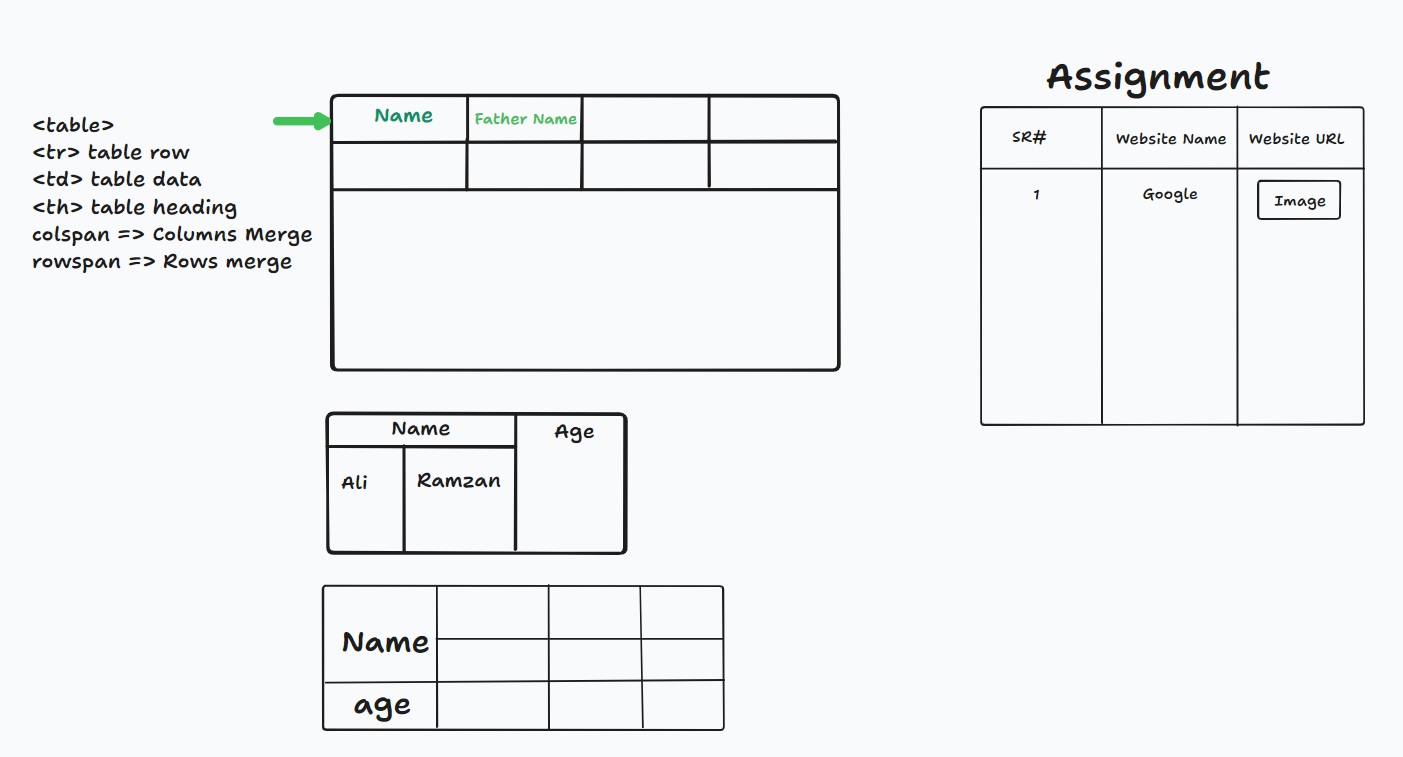 <table>
<tr> table row
<td> table data
<th> table heading
colspan => Columns Merge
rowspan => Rows merge
Name
Father Name
Name
Age
Ali
Ramzan
Name
age
Assignment
SR#
Website Name
Website URL
1
Google
Image